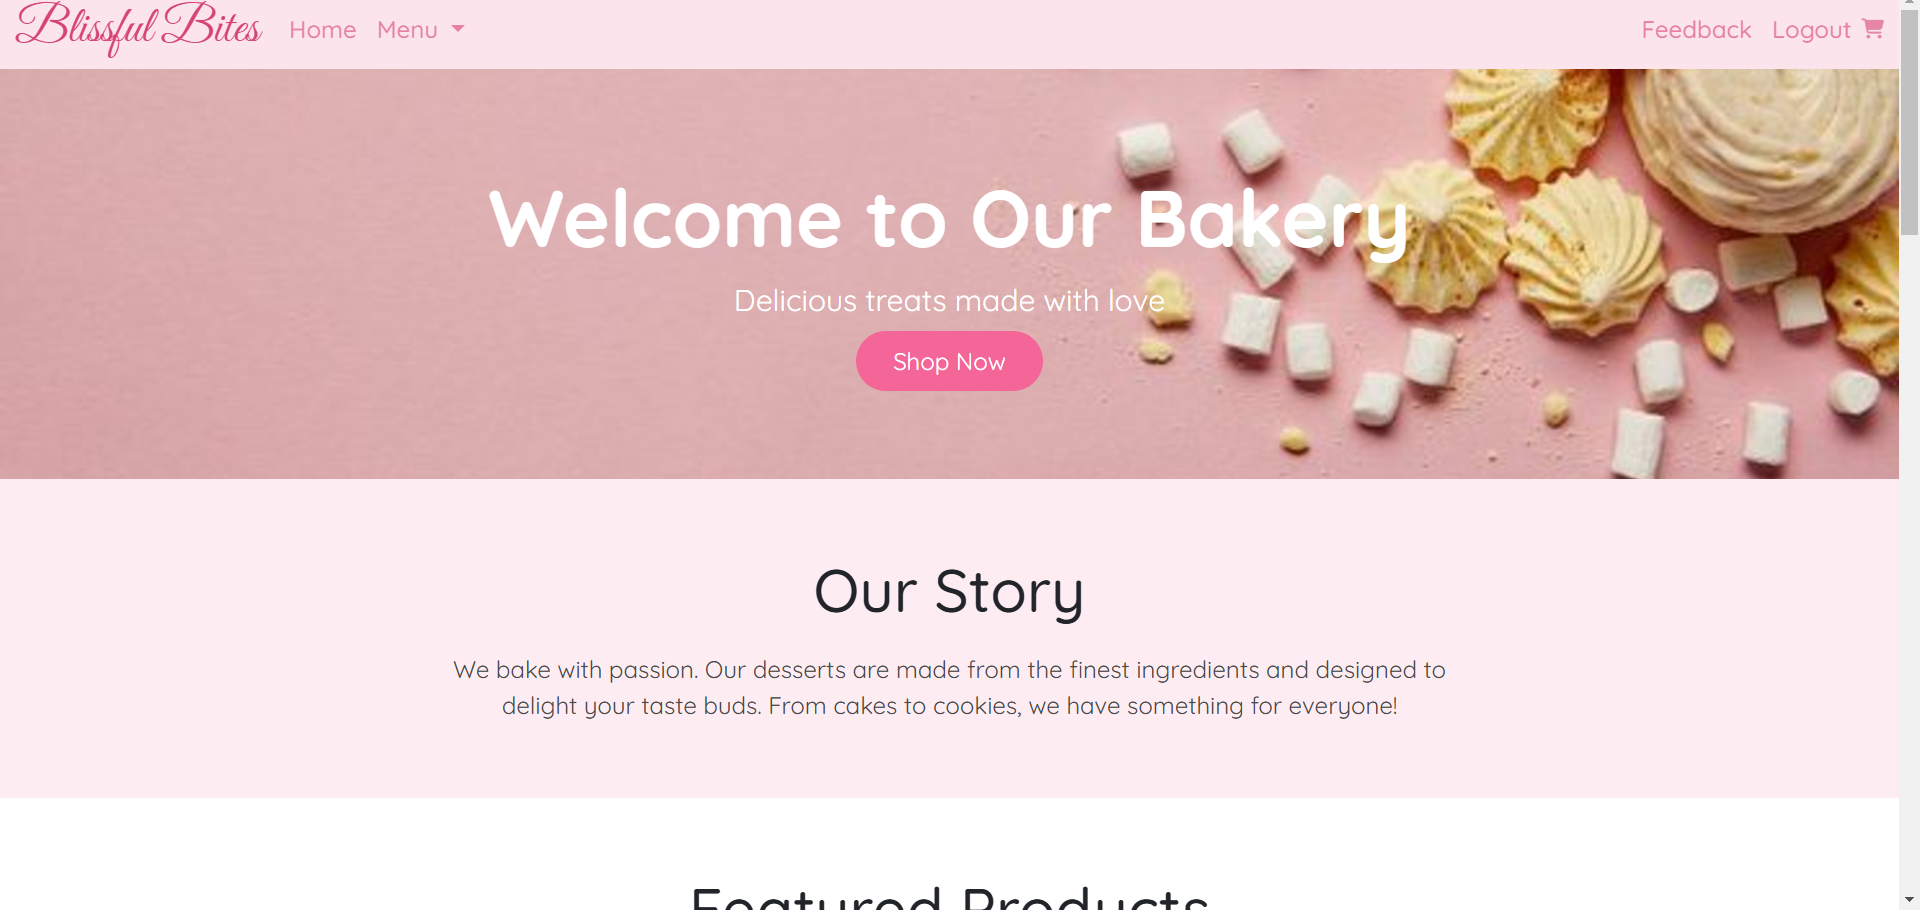 Blissful Bites Home Menu Feedback Logout
Welcome to Our Bakery
Delicious treats made with love
Shop Now
Our Story
We bake with passion. Our desserts are made from the finest ingredients and designed to
delight your taste buds. From cakes to cookies, we have something for everyone!
Featured Products